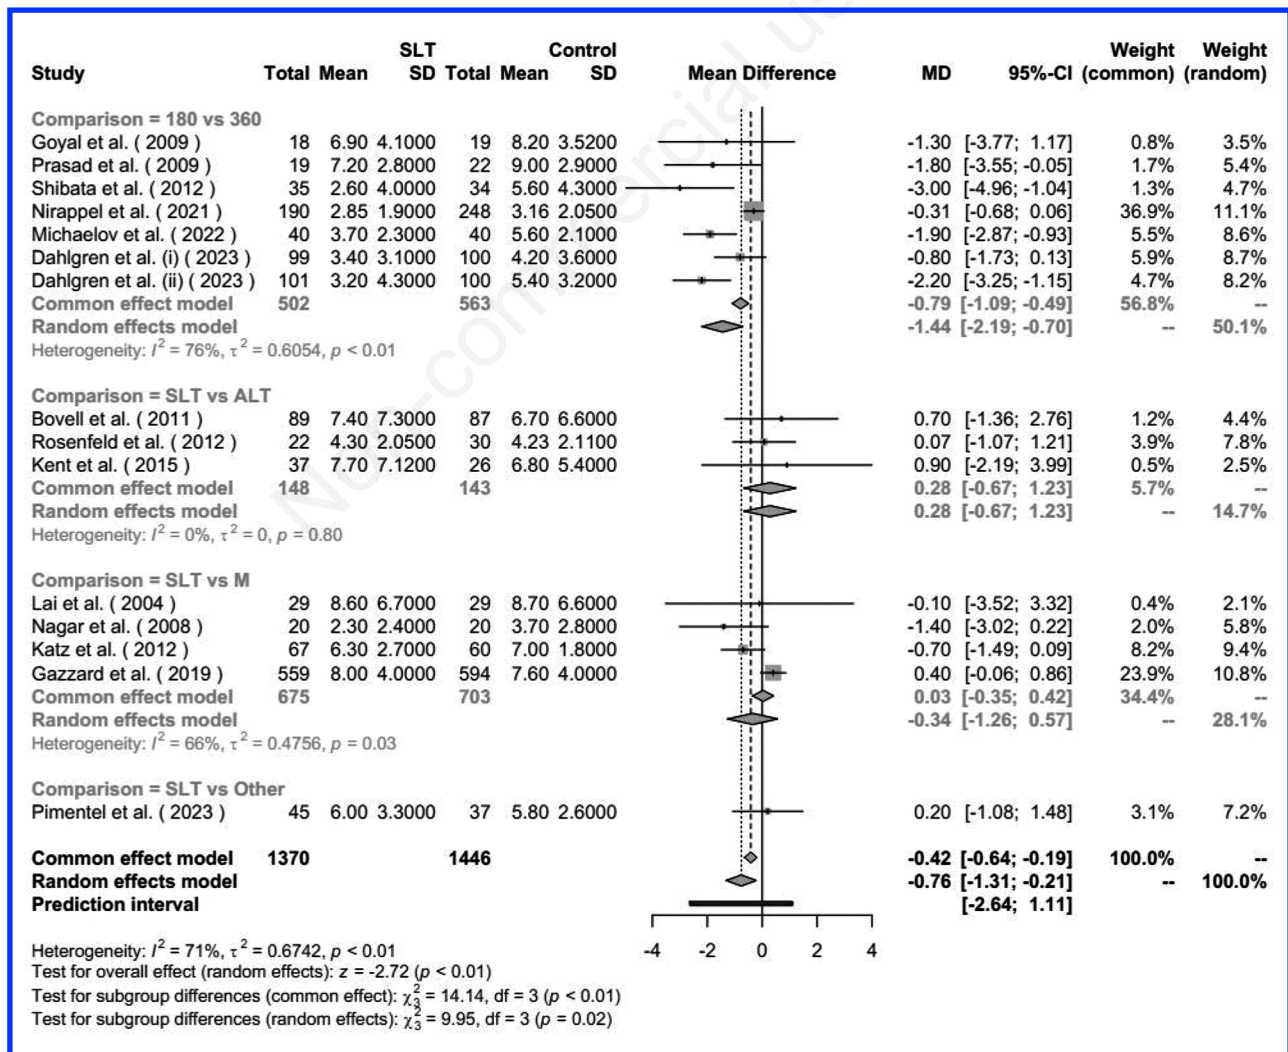 SLT Control Weight Weight
Study Total Mean SD Total Mean SD Mean Difference MD 95%-CI (common) (random)
Comparison = 180 vs 360
Goyal et al. ( 2009 ) 18 6.90 4.1000 19 8.20 3.5200 -1.30 [-3.77; 1.17] 0.8% 3.5%
Prasad et al. ( 2009 ) 19 7.20 2.8000 22 9.00 2.9000 -1.80 [-3.55; -0.05] 1.7% 5.4%
Shibata et al. ( 2012 ) 35 2.60 4.0000 34 5.60 4.3000 -3.00 [-4.96; -1.04] 1.3% 4.7%
Nirappel et al. ( 2021 ) 190 2.85 1.9000 248 3.16 2.0500 -0.31 [-0.68; 0.06] 36.9% 11.1%
Michaelov et al. ( 2022 ) 40 3.70 2.3000 40 5.60 2.1000 -1.90 [-2.87; -0.93] 5.5% 8.6%
Dahlgren et al. (i) ( 2023 ) 99 3.40 3.1000 100 4.20 3.6000 -0.80 [-1.73; 0.13] 5.9% 8.7%
Dahlgren et al. (ii) ( 2023 ) 101 3.20 4.3000 100 5.40 3.2000 -2.20 [-3.25; -1.15] 4.7% 8.2%
Common effect model 502 563 -0.79 [-1.09; -0.49] 56.8% --
Random effects model -1.44 [-2.19; -0.70] -- 50.1%
Heterogeneity: I² = 76%, τ² = 0.6054, p < 0.01
Comparison = SLT vs ALT
Bovell et al. ( 2011 ) 89 7.40 7.3000 87 6.70 6.6000 0.70 [-1.36; 2.76] 1.2% 4.4%
Rosenfeld et al. ( 2012 ) 22 4.30 2.0500 30 4.23 2.1100 0.07 [-1.07; 1.21] 3.9% 7.8%
Kent et al. ( 2015 ) 37 7.70 7.1200 26 6.80 5.4000 0.90 [-2.19; 3.99] 0.5% 2.5%
Common effect model 148 143 0.28 [-0.67; 1.23] 5.7% --
Random effects model 0.28 [-0.67; 1.23] -- 14.7%
Heterogeneity: I² = 0%, τ² = 0, p = 0.80
Comparison = SLT vs M
Lai et al. ( 2004 ) 29 8.60 6.7000 29 8.70 6.6000 -0.10 [-3.52; 3.32] 0.4% 2.1%
Nagar et al. ( 2008 ) 20 2.30 2.4000 20 3.70 2.8000 -1.40 [-3.02; 0.22] 2.0% 5.8%
Katz et al. ( 2012 ) 67 6.30 2.7000 60 7.00 1.8000 -0.70 [-1.49; 0.09] 8.2% 9.4%
Gazzard et al. ( 2019 ) 559 8.00 4.0000 594 7.60 4.0000 0.40 [-0.06; 0.86] 23.9% 10.8%
Common effect model 675 703 0.03 [-0.35; 0.42] 34.4% --
Random effects model -0.34 [-1.26; 0.57] -- 28.1%
Heterogeneity: I² = 66%, τ² = 0.4756, p = 0.03
Comparison = SLT vs Other
Pimentel et al. ( 2023 ) 45 6.00 3.3000 37 5.80 2.6000 0.20 [-1.08; 1.48] 3.1% 7.2%
Common effect model 1370 1446 -0.42 [-0.64; -0.19] 100.0% --
Random effects model -0.76 [-1.31; -0.21] -- 100.0%
Prediction interval [-2.64; 1.11]
-4 -2 0 2 4
Heterogeneity: I² = 71%, τ² = 0.6742, p < 0.01
Test for overall effect (random effects): z = -2.72 (p < 0.01)
Test for subgroup differences (common effect): χ²₃ = 14.14, df = 3 (p < 0.01)
Test for subgroup differences (random effects): χ²₃ = 9.95, df = 3 (p = 0.02)
Non-commercial us